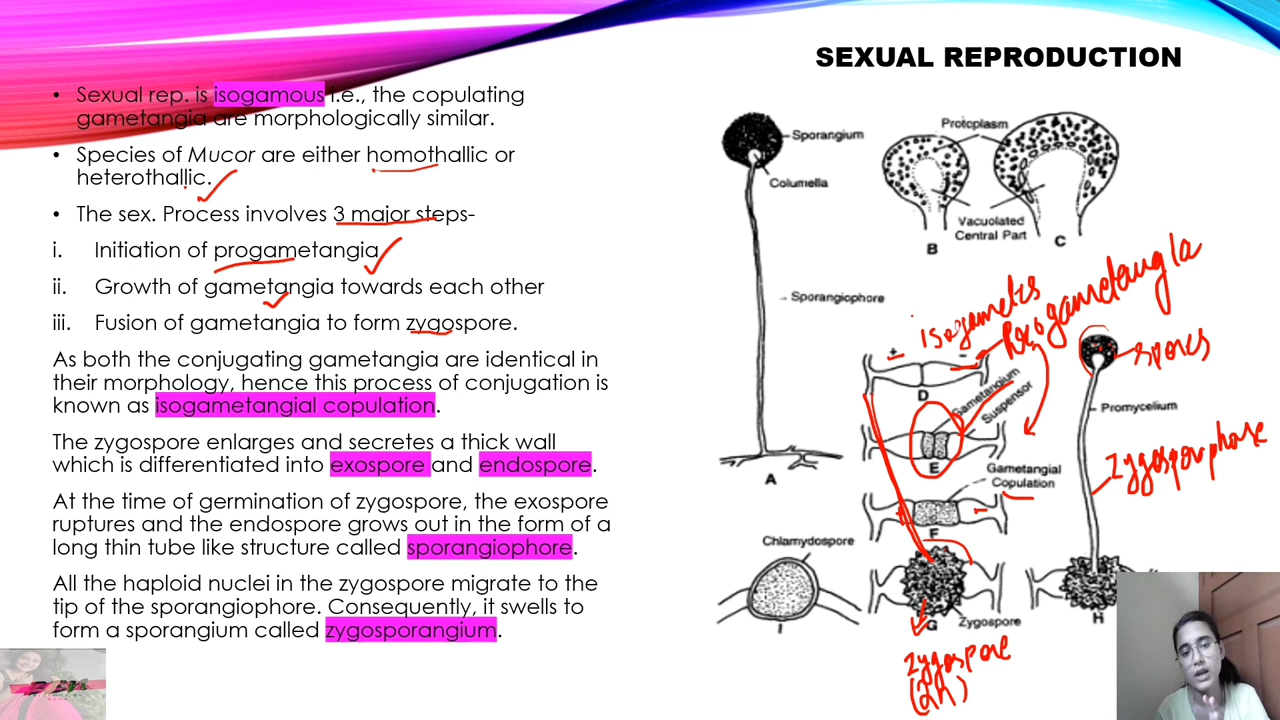 SEXUAL REPRODUCTION
• Sexual rep. is isogamous i.e., the copulating
gametangia are morphologically similar.
• Species of Mucor are either homothallic or
heterothallic.
• The sex. Process involves 3 major steps-
i. Initiation of progametangia
ii. Growth of gametangia towards each other
iii. Fusion of gametangia to form zygospore.
As both the conjugating gametangia are identical in
their morphology, hence this process of conjugation is
known as isogametangial copulation.
The zygospore enlarges and secretes a thick wall
which is differentiated into exospore and endospore.
At the time of germination of zygospore, the exospore
ruptures and the endospore grows out in the form of a
long thin tube like structure called sporangiophore.
All the haploid nuclei in the zygospore migrate to the
tip of the sporangiophore. Consequently, it swells to
form a sporangium called zygosporangium.
Sporangium
Columella
Sporangiophore
A
Protoplasm
Vacuolated
Central Part
B
C
isogametes
gametangia
+
-
D
Gametangium
Suspensor
E
Gametangial
Copulation
F
Zygospore
G
zygospore
(2n)
Chlamydospore
I
spores
Promycelium
zygosporophore
H